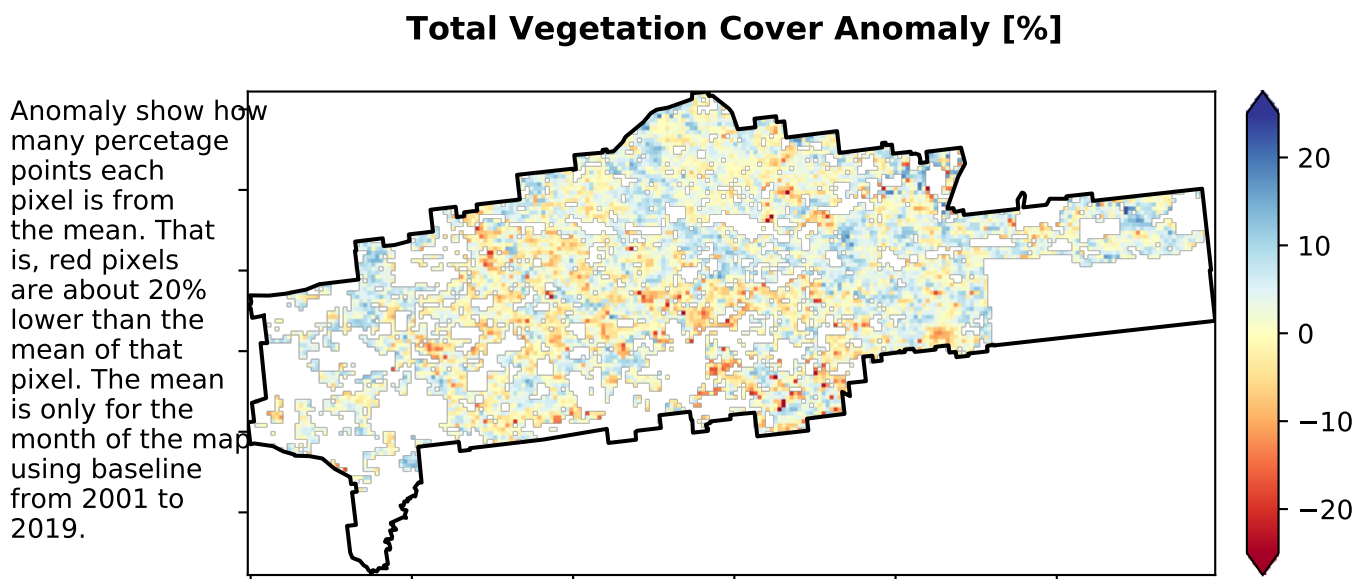 Total Vegetation Cover Anomaly [%]
Anomaly show how
many percetage
points each
pixel is from
the mean. That
is, red pixels
are about 20%
lower than the
mean of that
pixel. The mean
is only for the
month of the map
using baseline
from 2001 to
2019.
20
10
0
−10
−20